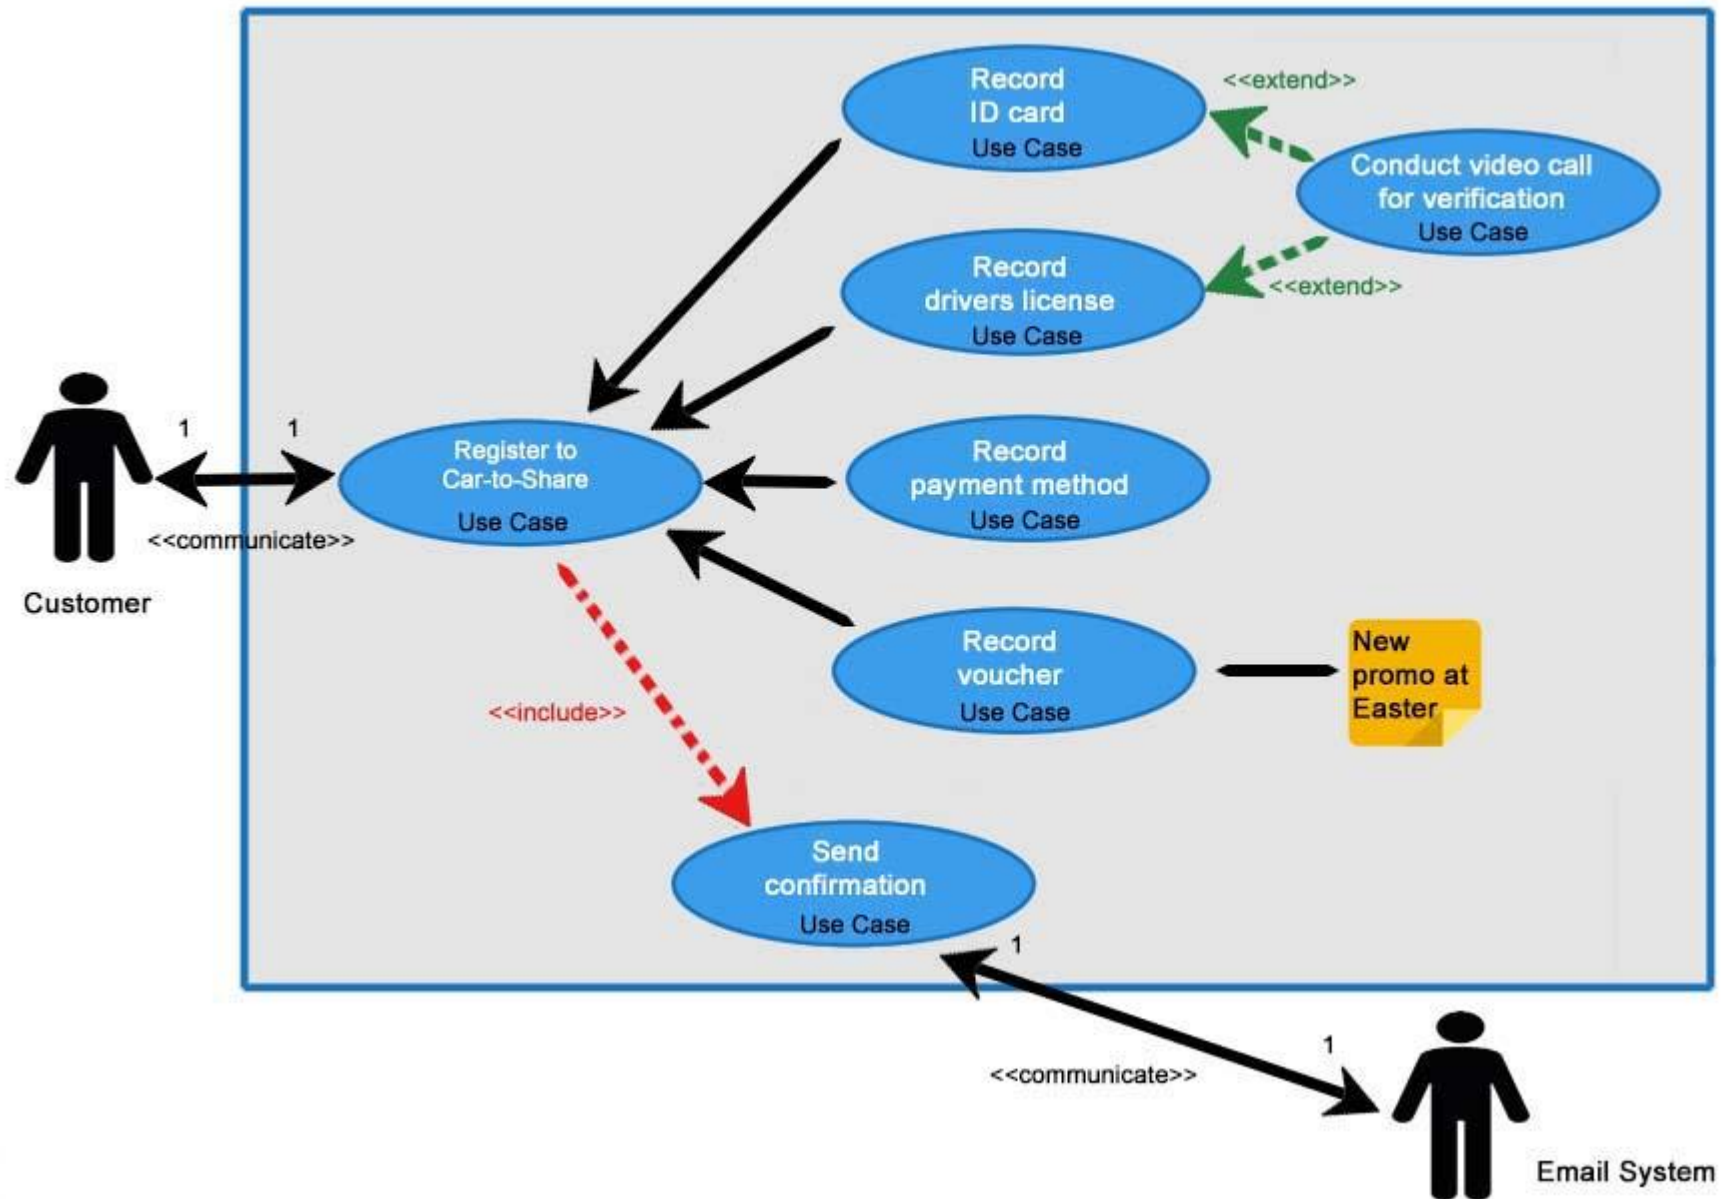 Record
ID card
Use Case
<<extend>>
Conduct video call
for verification
Use Case
Record
drivers license
Use Case
<<extend>>
1
1
<<communicate>>
Customer
Register to
Car-to-Share
Use Case
Record
payment method
Use Case
Record
voucher
Use Case
New
promo at
Easter
<<include>>
Send
confirmation
Use Case
1
1
<<communicate>>
Email System